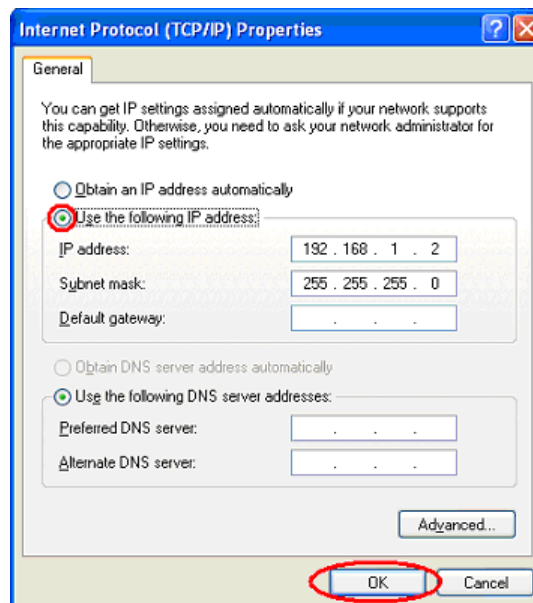 Internet Protocol (TCP/IP) Properties
General
You can get IP settings assigned automatically if your network supports
this capability. Otherwise, you need to ask your network administrator for
the appropriate IP settings.
Obtain an IP address automatically
Use the following IP address:
IP address: 192 . 168 . 1 . 2
Subnet mask: 255 . 255 . 255 . 0
Default gateway: . . .
Obtain DNS server address automatically
Use the following DNS server addresses:
Preferred DNS server: . . .
Alternate DNS server: . . .
Advanced...
OK Cancel